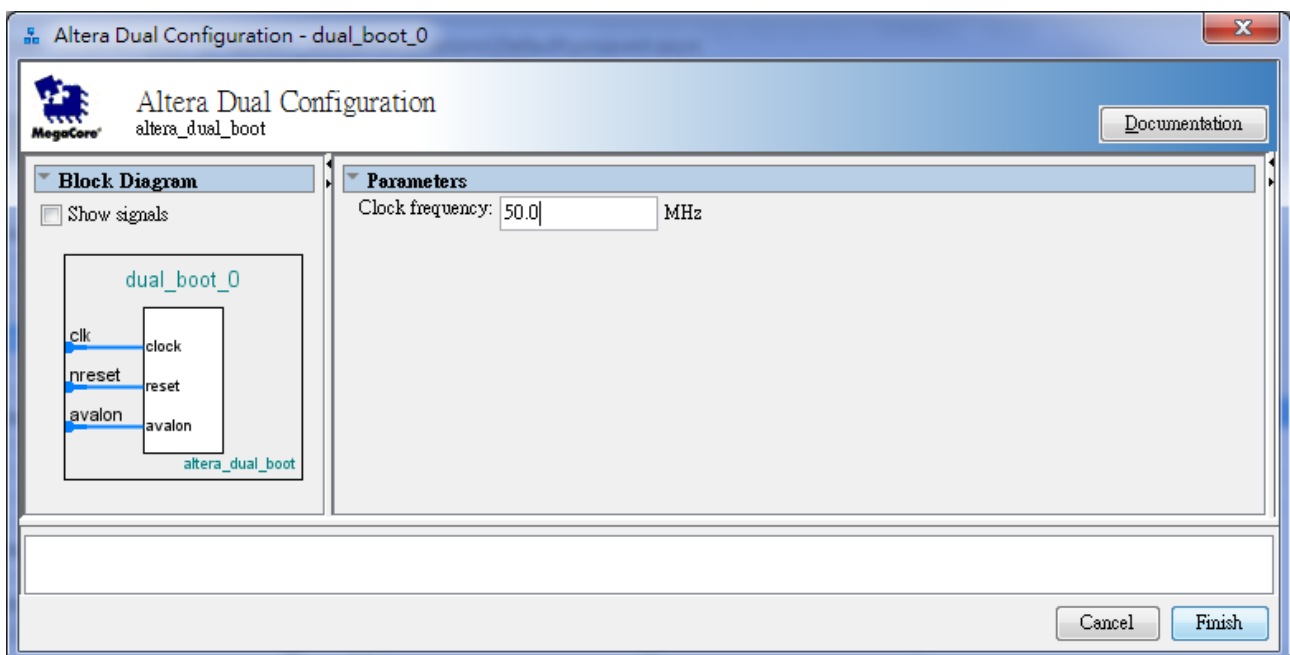 Altera Dual Configuration - dual_boot_0
Altera Dual Configuration
altera_dual_boot
MegaCore®
Documentation
Block Diagram
Show signals
dual_boot_0
clk
clock
nreset
reset
avalon
avalon
altera_dual_boot
Parameters
Clock frequency: 50.0 MHz
Cancel Finish